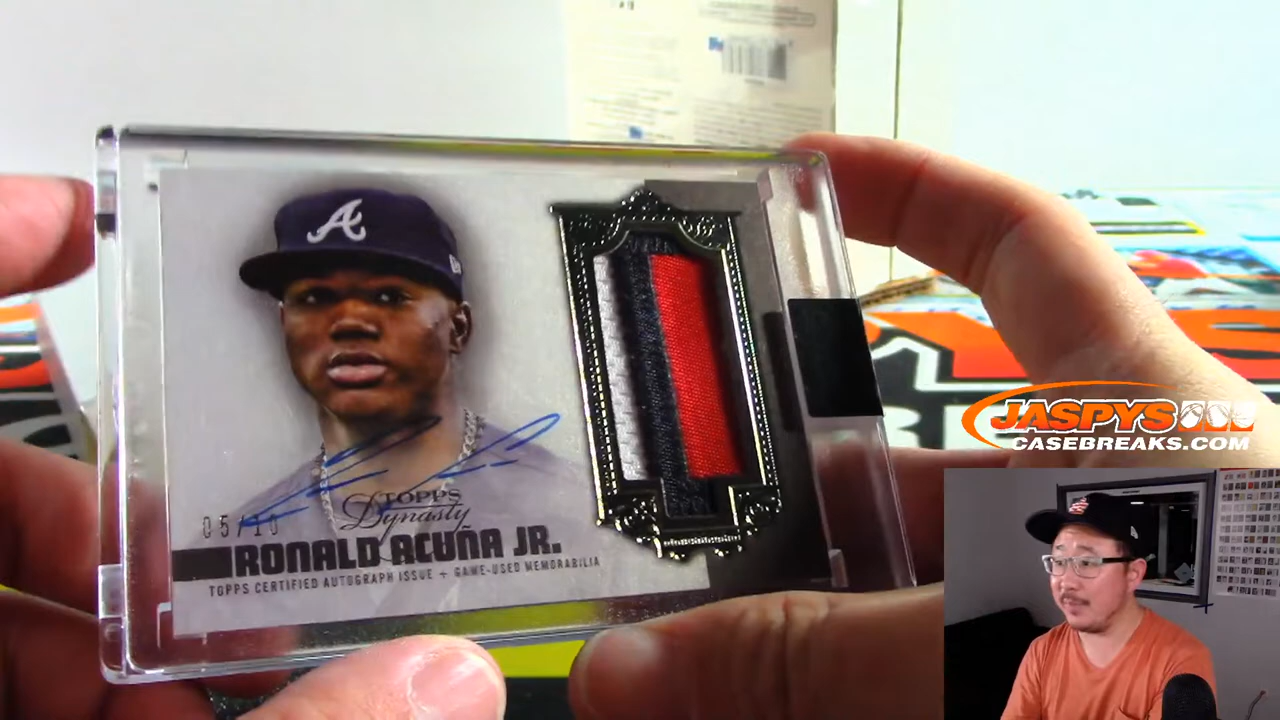 A
05/10
TOPPS
Dynasty
RONALD ACUÑA JR.
TOPPS CERTIFIED AUTOGRAPH ISSUE + GAME-USED MEMORABILIA
JASPYS
CASEBREAKS.COM